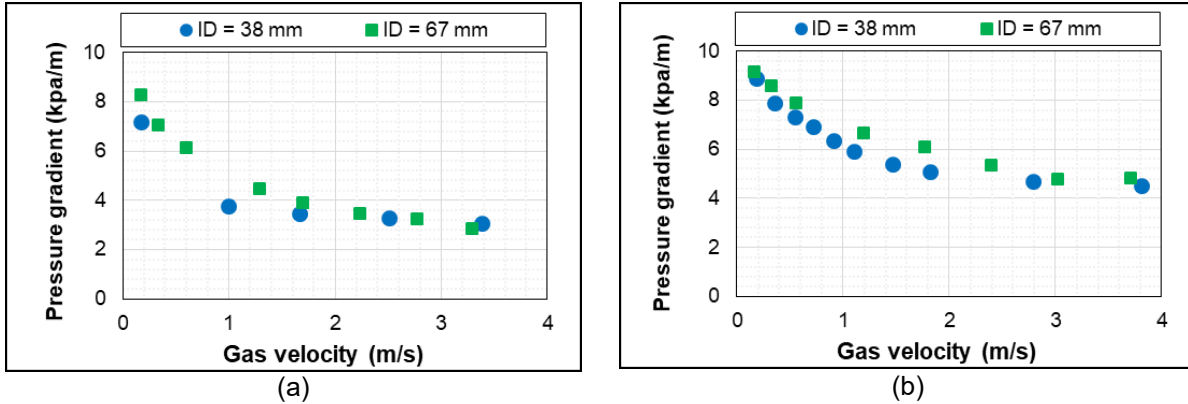 ID = 38 mm ID = 67 mm
Pressure gradient (kpa/m)
10
8
6
4
2
0
0 1 2 3 4
Gas velocity (m/s)
(a)
ID = 38 mm ID = 67 mm
Pressure gradient (kpa/m)
10
8
6
4
2
0
0 1 2 3 4
Gas velocity (m/s)
(b)